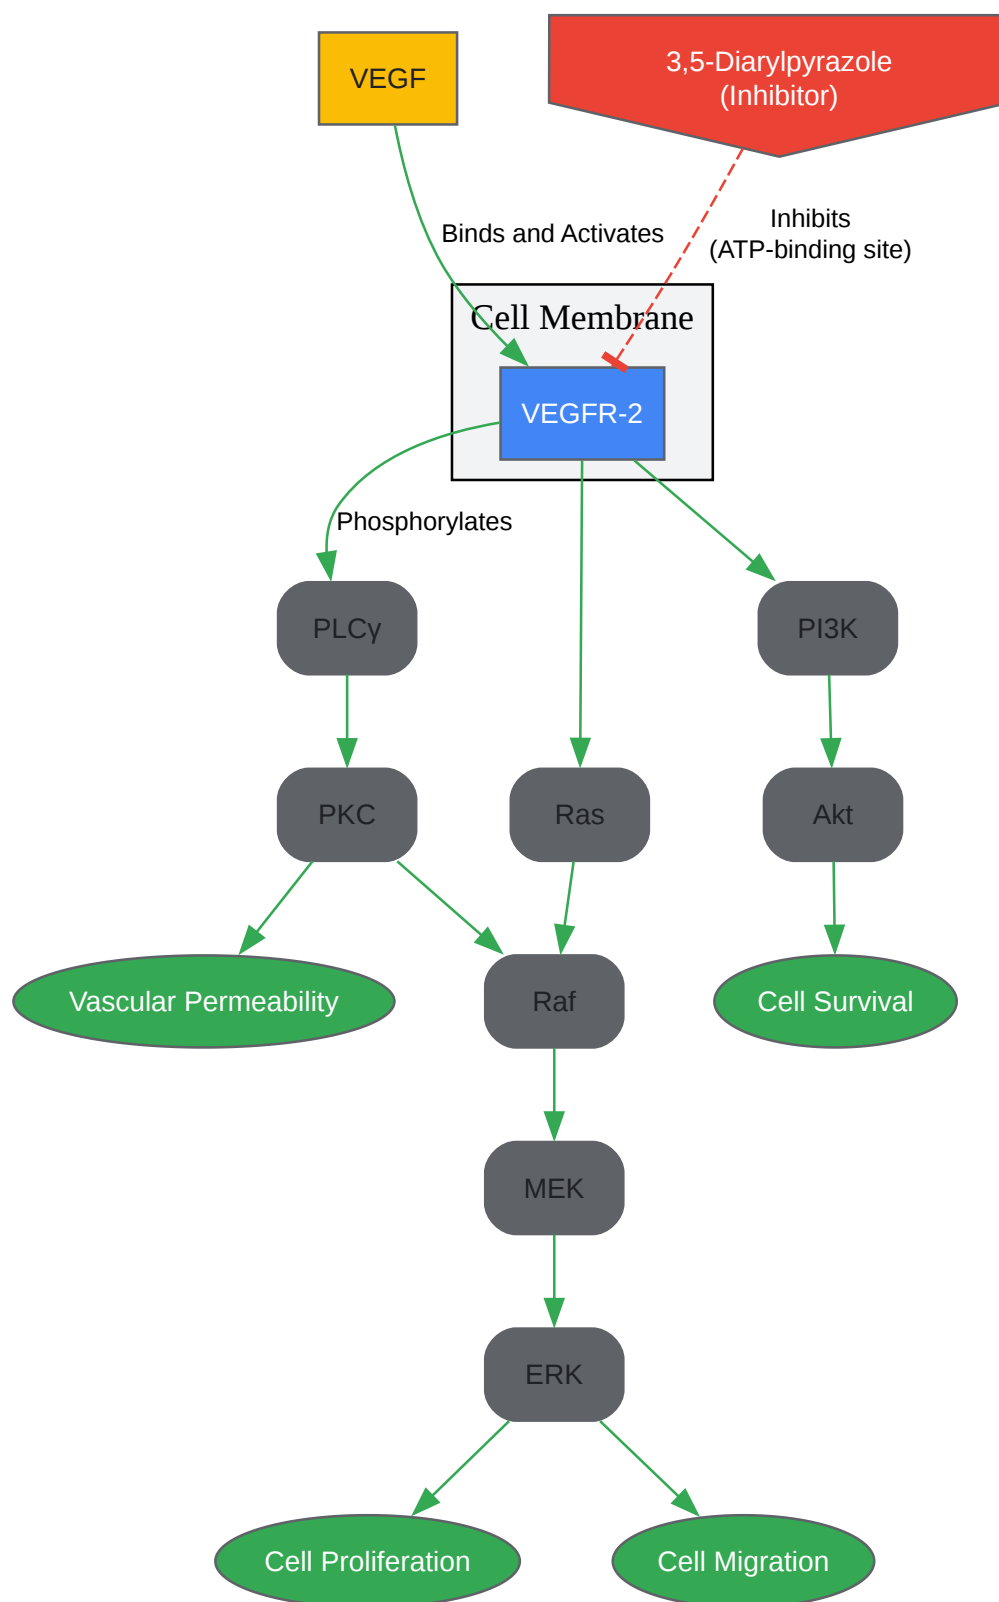 VEGF
3,5-Diarylpyrazole
(Inhibitor)
Binds and Activates
Inhibits
(ATP-binding site)
Cell Membrane
VEGFR-2
Phosphorylates
PLCγ
PI3K
PKC
Ras
Akt
Vascular Permeability
Raf
Cell Survival
MEK
ERK
Cell Proliferation
Cell Migration